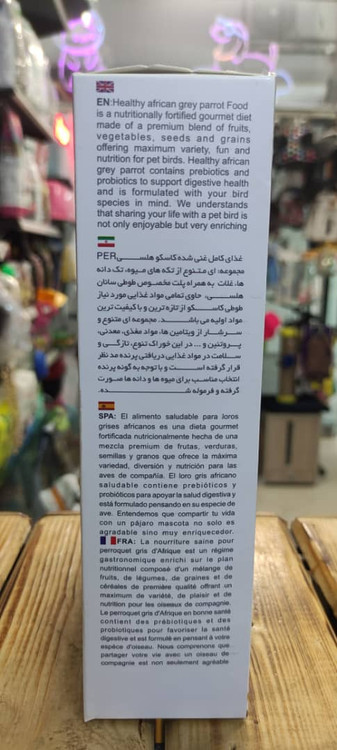 EN:Healthy african grey parrot Food
is a nutritionally fortified gourmet diet
made of a premium blend of fruits,
vegetables, seeds and grains
offering maximum variety, fun and
nutrition for pet birds. Healthy african
grey parrot contains prebiotics and
probiotics to support digestive health
and is formulated with your bird
species in mind. We understands
that sharing your life with a pet bird is
not only enjoyable but very enriching
PERغذای کامل غنی شده کاسکو هلسی
مجموعه ای متنوع از تکه های میوه، تک دانه
ها، غلات به همراه پلت مخصوص طوطی سانان
هلسی، حاوی تمامی مواد غذایی مورد نیاز
طوطی کاسکو از تازه ترین و با کیفیت ترین
مواد اولیه می باشد. مجموعه ای متنوع و
سرشار از ویتامین ها، مواد مغذی، معدنی،
پروتئین و ... در این خوراک تنوع، تازگی و
سلامت در مواد غذایی دریافتی پرنده مد نظر
قرار گرفته است و با توجه به گونه پرنده
انتخاب مناسب برای میوه ها و دانه ها صورت
گرفته و فرموله شده.
SPA: El alimento saludable para loros
grises africanos es una dieta gourmet
fortificada nutricionalmente hecha de una
mezcla premium de frutas, verduras,
semillas y granos que ofrece la máxima
variedad, diversión y nutrición para las
aves de compañía. El loro gris africano
saludable contiene prebióticos y
probióticos para apoyar la salud digestiva y
está formulado pensando en su especie de
ave. Entendemos que compartir tu vida
con un pájaro mascota no solo es
agradable sino muy enriquecedor.
FRA: La nourriture saine pour
perroquet gris d'Afrique est un régime
gastronomique enrichi sur le plan
nutritionnel composé d'un mélange de
fruits, de légumes, de graines et de
céréales de première qualité offrant un
maximum de variété, de plaisir et de
nutrition pour les oiseaux de compagnie.
Le perroquet gris d'Afrique en bonne santé
contient des prébiotiques et des
probiotiques pour favoriser la santé
digestive et est formulé en pensant à votre
espèce d'oiseau. Nous comprenons que
partager votre vie avec un oiseau de
compagnie est non seulement agréable